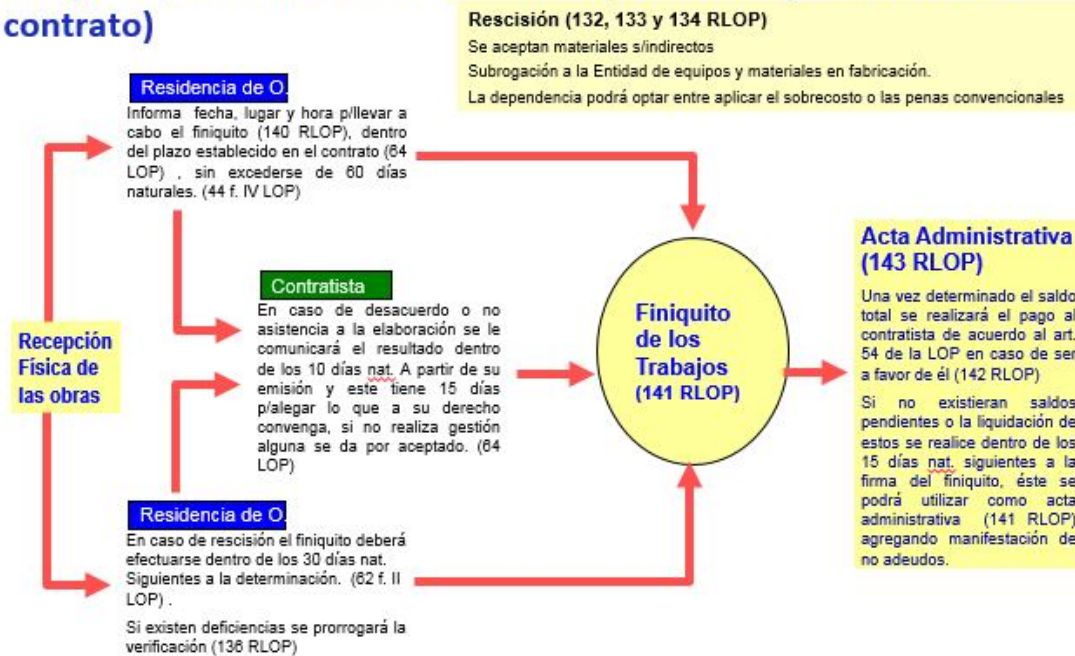 contrato)
Rescisión (132, 133 y 134 RLOP)
Se aceptan materiales s/indirectos
Subrogación a la Entidad de equipos y materiales en fabricación.
La dependencia podrá optar entre aplicar el sobrecosto o las penas convencionales
Residencia de O.
Informa fecha, lugar y hora p/llevar a
cabo el finiquito (140 RLOP), dentro
del plazo establecido en el contrato (64
LOP) , sin excederse de 60 días
naturales. (44 f. IV LOP)
Contratista
En caso de desacuerdo o no
asistencia a la elaboración se le
comunicará el resultado dentro
de los 10 días nat. A partir de su
emisión y este tiene 15 días
p/alegar lo que a su derecho
convenga, si no realiza gestión
alguna se da por aceptado. (64
LOP)
Recepción
Física de
las obras
Residencia de O.
En caso de rescisión el finiquito deberá
efectuarse dentro de los 30 días nat.
Siguientes a la determinación. (62 f. II
LOP) .
Si existen deficiencias se prorrogará la
verificación (136 RLOP)
Finiquito
de los
Trabajos
(141 RLOP)
Acta Administrativa
(143 RLOP)
Una vez determinado el saldo
total se realizará el pago al
contratista de acuerdo al art.
54 de la LOP en caso de ser
a favor de él (142 RLOP)
Si no existieran saldos
pendientes o la liquidación de
estos se realice dentro de los
15 días nat. siguientes a la
firma del finiquito, éste se
podrá utilizar como acta
administrativa (141 RLOP)
agregando manifestación de
no adeudos.